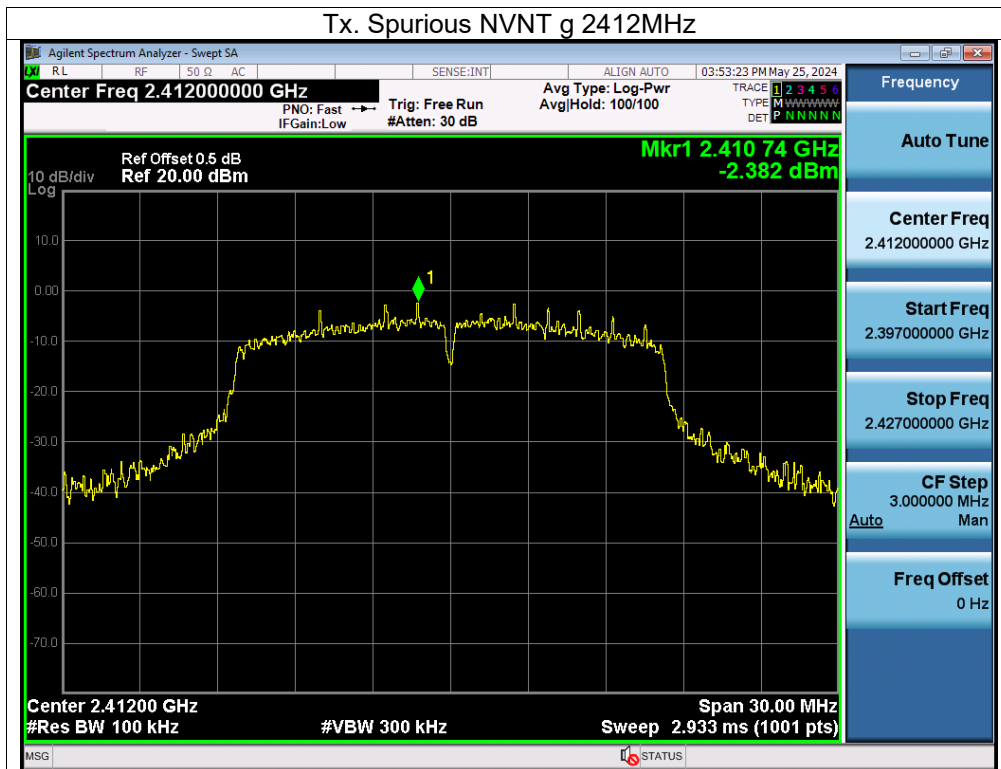 Tx. Spurious NVNT g 2412MHz
Agilent Spectrum Analyzer - Swept SA
LXI RL RF 50 Ω AC SENSE:INT ALIGN AUTO 03:53:23 PM May 25, 2024
Center Freq 2.412000000 GHz
PNO: Fast
IFGain:Low
Trig: Free Run
#Atten: 30 dB
Avg Type: Log-Pwr
Avg|Hold: 100/100
TRACE 1 2 3 4 5 6
TYPE M WWWWW
DET P N N N N N
Mkr1 2.410 74 GHz
-2.382 dBm
Ref Offset 0.5 dB
10 dB/div Ref 20.00 dBm
Log
10.0
0.00
-10.0
-20.0
-30.0
-40.0
-50.0
-60.0
-70.0
1
Center 2.41200 GHz Span 30.00 MHz
#Res BW 100 kHz #VBW 300 kHz Sweep 2.933 ms (1001 pts)
MSG STATUS
Frequency
Auto Tune
Center Freq
2.412000000 GHz
Start Freq
2.397000000 GHz
Stop Freq
2.427000000 GHz
CF Step
3.000000 MHz
Auto Man
Freq Offset
0 Hz